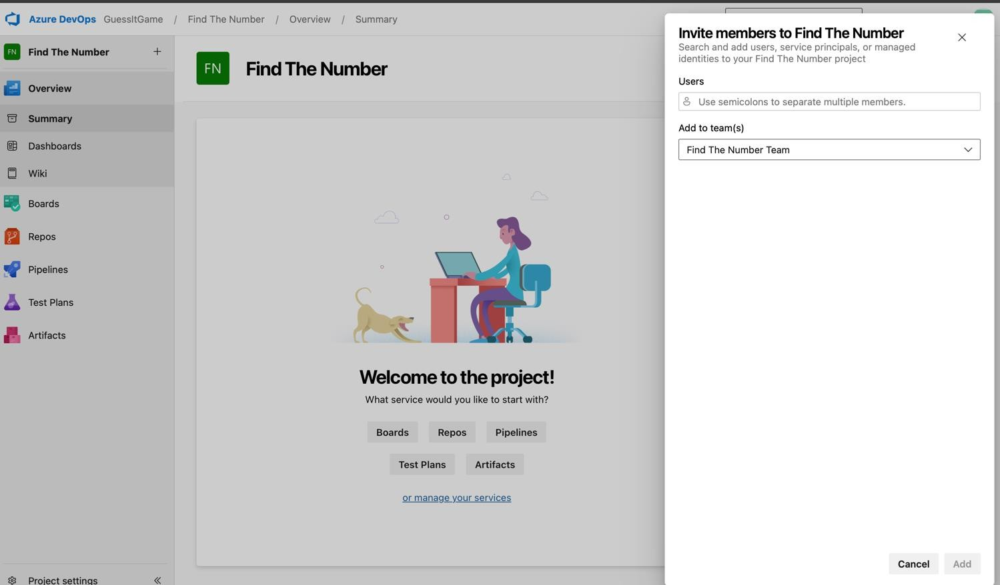 Azure DevOps GuessItGame / Find The Number / Overview / Summary
FN Find The Number +
Overview
Summary
Dashboards
Wiki
Boards
Repos
Pipelines
Test Plans
Artifacts
Project settings
FN Find The Number
Welcome to the project!
What service would you like to start with?
Boards Repos Pipelines
Test Plans Artifacts
or manage your services
Invite members to Find The Number
Search and add users, service principals, or managed
identities to your Find The Number project
Users
Use semicolons to separate multiple members.
Add to team(s)
Find The Number Team
Cancel Add